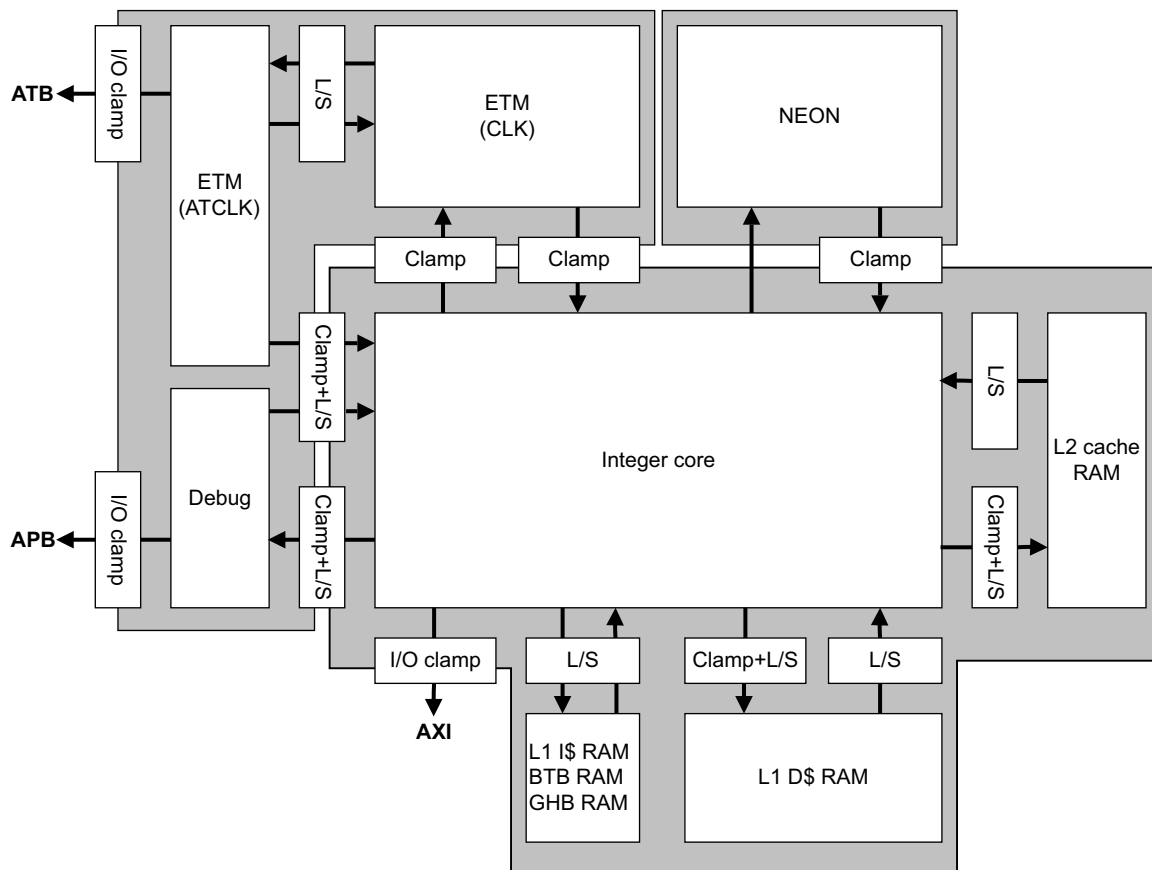 I/O clamp
L/S
ETM
(CLK)
NEON
ATB
ETM
(ATCLK)
Clamp
Clamp
Clamp
Clamp+L/S
L/S
L2 cache
RAM
Integer core
Debug
I/O clamp
APB
Clamp+L/S
Clamp+L/S
I/O clamp
L/S
Clamp+L/S
L/S
AXI
L1 I$ RAM
BTB RAM
GHB RAM
L1 D$ RAM